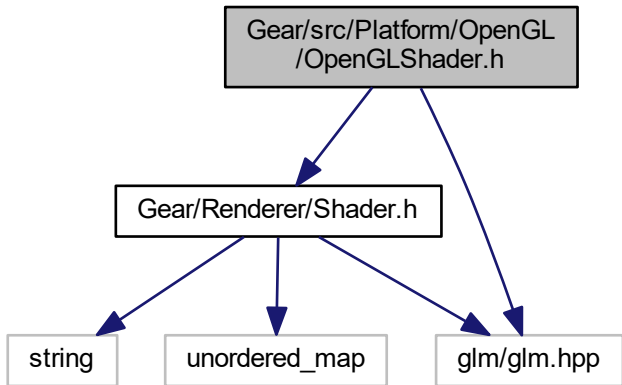 Gear/src/Platform/OpenGL
/OpenGLShader.h
Gear/Renderer/Shader.h
string
unordered_map
glm/glm.hpp